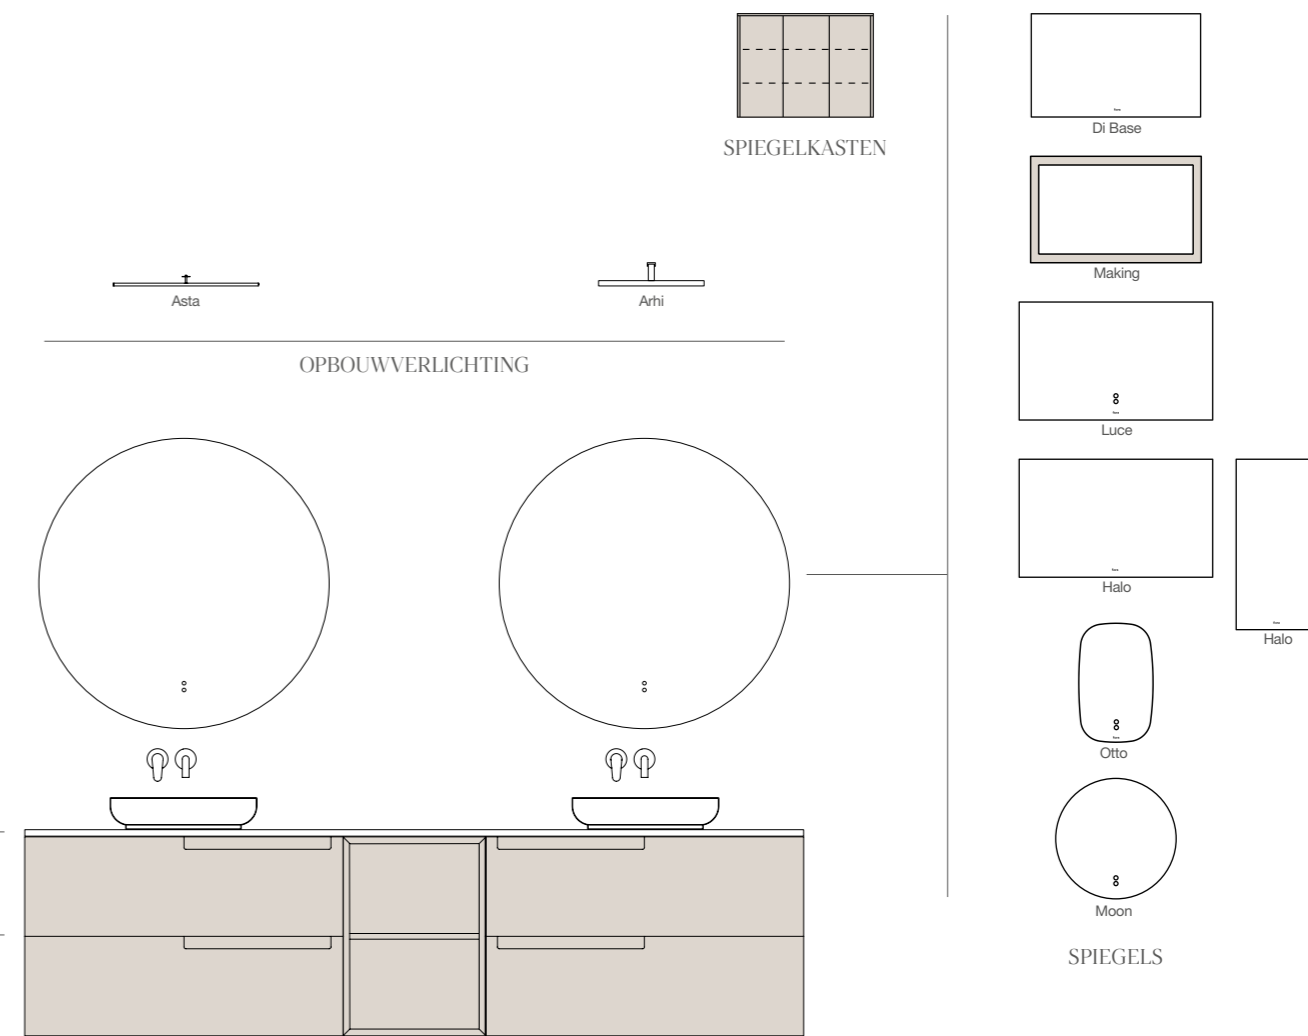 SPIEGELKASTEN
Asta
Arhi
OPBOUWVERLICHTING
Di Base
Making
Luce
Halo
Halo
Otto
Moon
SPIEGELS